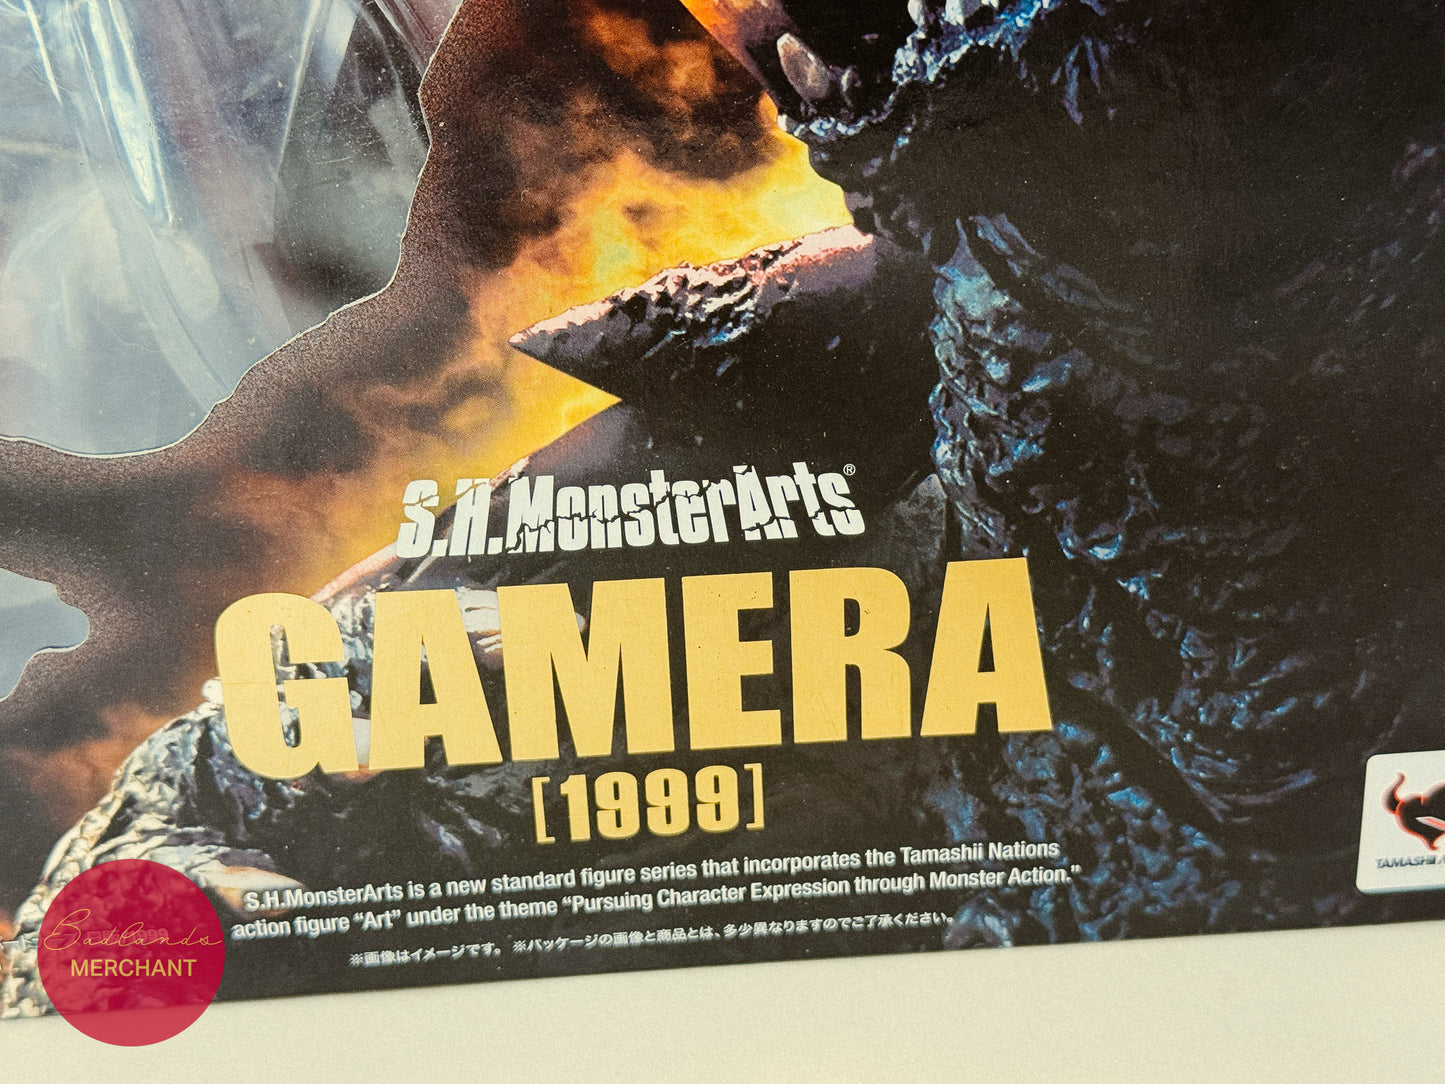 S.H.MonsterArts®
GAMERA
[1999]
S.H.MonsterArts is a new standard figure series that incorporates the Tamashii Nations
action figure “Art” under the theme “Pursuing Character Expression through Monster Action.”
※画像はイメージです。 ※パッケージの画像と商品とは、多少異なりますのでご了承ください。
TAMASHII
Badlands
MERCHANT